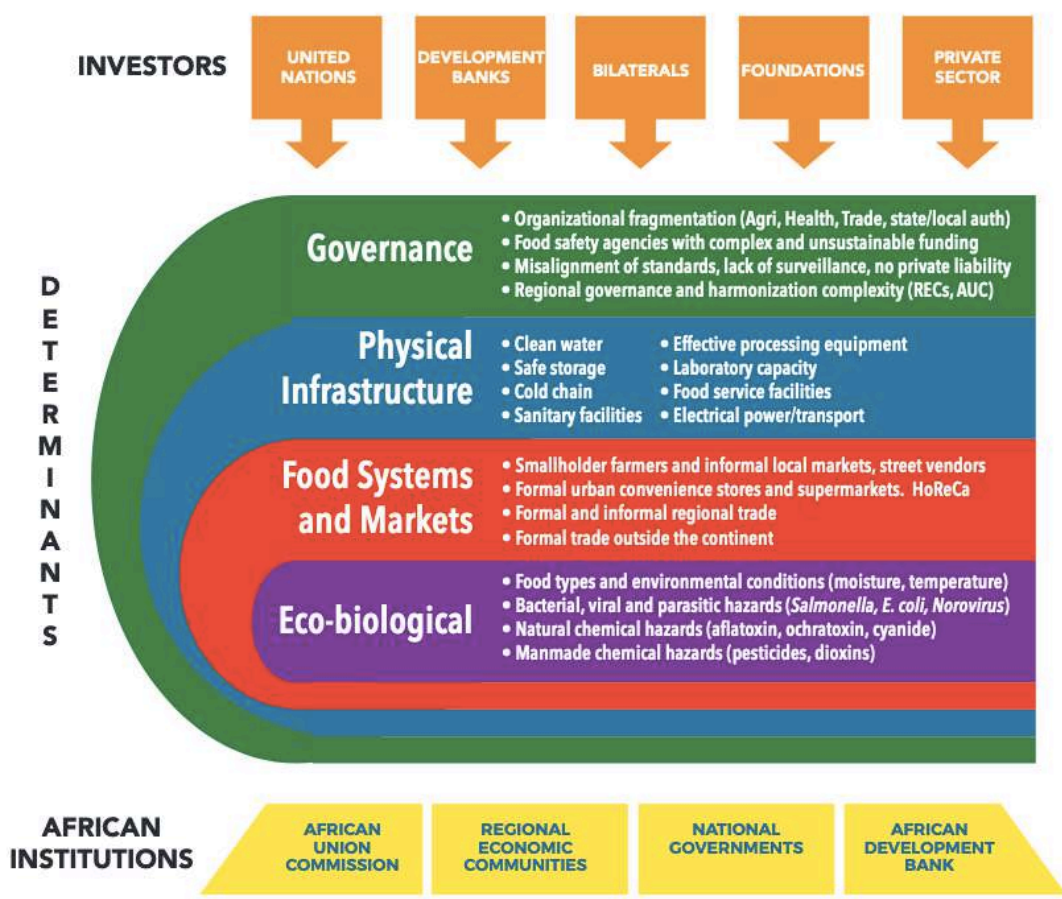 INVESTORS
UNITED
NATIONS
DEVELOPMENT
BANKS
BILATERALS
FOUNDATIONS
PRIVATE
SECTOR
DETERMINANTS
Governance
• Organizational fragmentation (Agri, Health, Trade, state/local auth)
• Food safety agencies with complex and unsustainable funding
• Misalignment of standards, lack of surveillance, no private liability
• Regional governance and harmonization complexity (RECs, AUC)
Physical
Infrastructure
• Clean water
• Safe storage
• Cold chain
• Sanitary facilities
• Effective processing equipment
• Laboratory capacity
• Food service facilities
• Electrical power/transport
Food Systems
and Markets
• Smallholder farmers and informal local markets, street vendors
• Formal urban convenience stores and supermarkets. HoReCa
• Formal and informal regional trade
• Formal trade outside the continent
Eco-biological
• Food types and environmental conditions (moisture, temperature)
• Bacterial, viral and parasitic hazards (Salmonella, E. coli, Norovirus)
• Natural chemical hazards (aflatoxin, ochratoxin, cyanide)
• Manmade chemical hazards (pesticides, dioxins)
AFRICAN
INSTITUTIONS
AFRICAN
UNION
COMMISSION
REGIONAL
ECONOMIC
COMMUNITIES
NATIONAL
GOVERNMENTS
AFRICAN
DEVELOPMENT
BANK